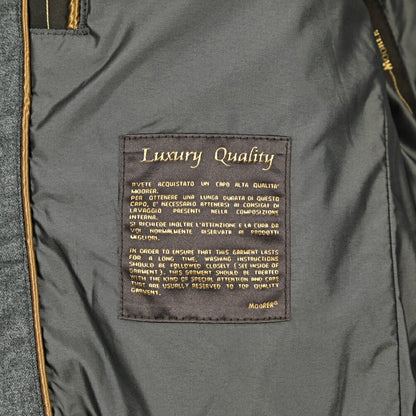 Luxury Quality
AVETE ACQUISTATO UN CAPO ALTA QUALITA'
MOORER.
PER OTTENERE UNA LUNGA DURATA DI QUESTO
CAPO, E' NECESSARIO ATTENERSI AI CONSIGLI DI
LAVAGGIO PRESENTI NELLA COMPOSIZIONE
INTERNA.
SI RICHIEDE INOLTRE L'ATTENZIONE E LA CURA DA
VOI NORMALMENTE RISERVATA A PRODOTTI
MIGLIORI.
IN ORDER TO ENSURE THAT THIS GARMENT LASTS
FOR A LONG TIME, WASHING INSTRUCTIONS
SHOULD BE FOLLOWED CLOSELY (SEE INSIDE OF
GARMENT). THIS GARMENT SHOULD BE TREATED
WITH THE KIND OF SPECIAL ATTENTION AND CARE
THAT ARE USUALLY RESERVED TO TOP QUALITY
GARMENT.
MOORER®
MOORER